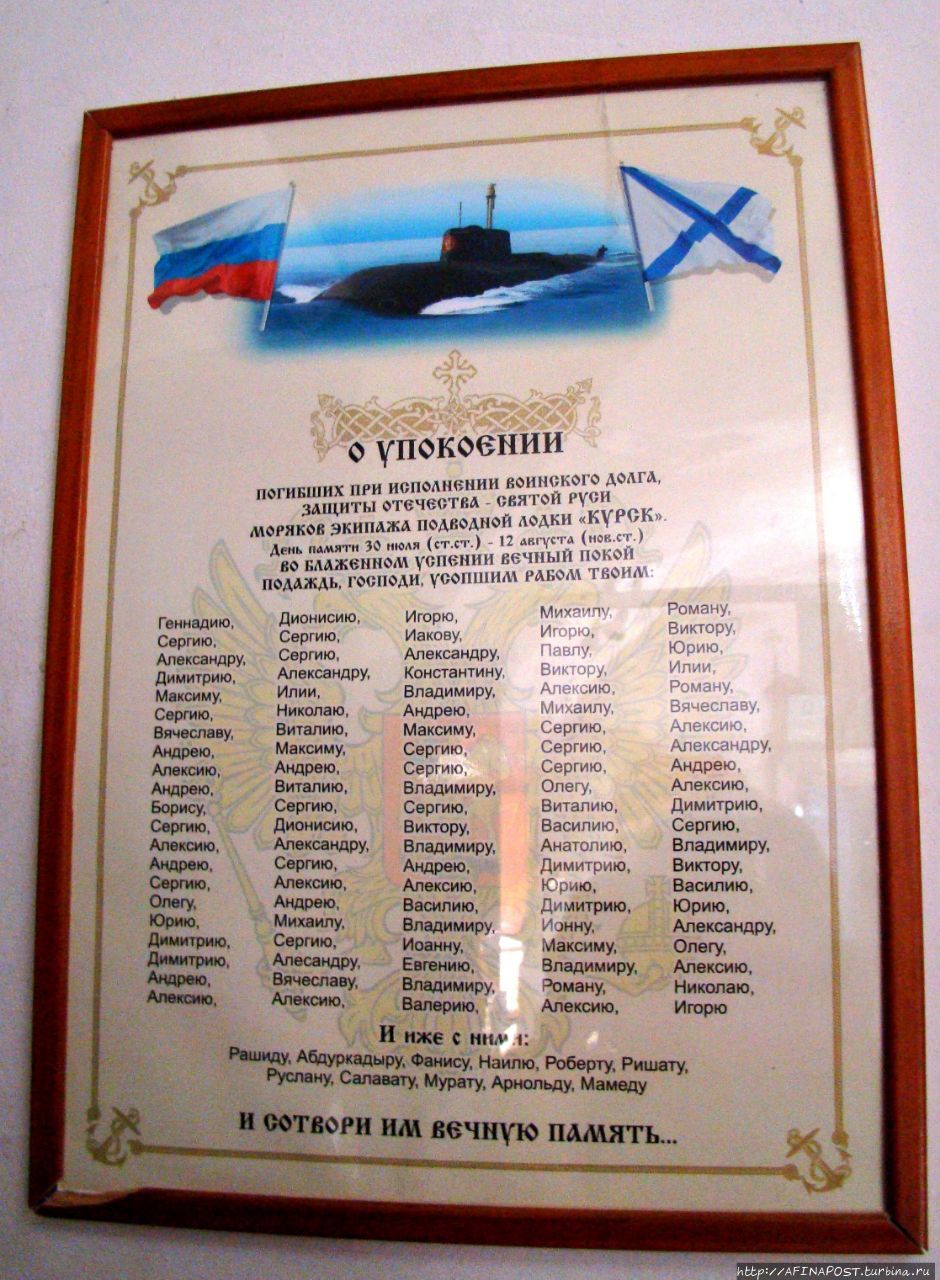 О УПОКОЕНИИ
ПОГИБШИХ ПРИ ИСПОЛНЕНИИ ВОИНСКОГО ДОЛГА,
ЗАЩИТЫ ОТЕЧЕСТВА - СВЯТОЙ РУСИ
МОРЯКОВ ЭКИПАЖА ПОДВОДНОЙ ЛОДКИ «КУРСК».
День памяти 30 июля (ст.ст.) - 12 августа (нов.ст.)
ВО БЛАЖЕННОМ УСПЕНИИ ВЕЧНЫЙ ПОКОЙ
ПОДАЖДЬ, ГОСПОДИ, УСОПШИМ РАБОМ ТВОИМ:
Геннадию,
Сергию,
Александру,
Димитрию,
Максиму,
Сергию,
Вячеславу,
Андрею,
Алексию,
Андрею,
Борису,
Сергию,
Алексию,
Андрею,
Сергию,
Олегу,
Юрию,
Димитрию,
Димитрию,
Андрею,
Алексию,
Дионисию,
Сергию,
Сергию,
Александру,
Илии,
Николаю,
Виталию,
Максиму,
Андрею,
Виталию,
Сергию,
Дионисию,
Александру,
Сергию,
Алексию,
Андрею,
Михаилу,
Сергию,
Алесандру,
Вячеславу,
Алексию,
Игорю,
Иакову,
Александру,
Константину,
Владимиру,
Андрею,
Максиму,
Сергию,
Сергию,
Владимиру,
Сергию,
Виктору,
Владимиру,
Андрею,
Алексию,
Василию,
Владимиру,
Иоанну,
Евгению,
Владимиру,
Валерию,
Михаилу,
Игорю,
Павлу,
Виктору,
Алексию,
Михаилу,
Сергию,
Сергию,
Сергию,
Олегу,
Виталию,
Василию,
Анатолию,
Димитрию,
Юрию,
Димитрию,
Ионну,
Максиму,
Владимиру,
Роману,
Алексию,
Роману,
Виктору,
Юрию,
Илии,
Роману,
Вячеславу,
Алексию,
Александру,
Андрею,
Алексию,
Димитрию,
Сергию,
Владимиру,
Виктору,
Василию,
Юрию,
Александру,
Олегу,
Алексию,
Николаю,
Игорю
И иже с ними:
Рашиду, Абдуркадыру, Фанису, Наилю, Роберту, Ришату,
Руслану, Салавату, Мурату, Арнольду, Мамеду
И СОТВОРИ ИМ ВЕЧНУЮ ПАМЯТЬ...
http://AFINAPOST.turbina.ru